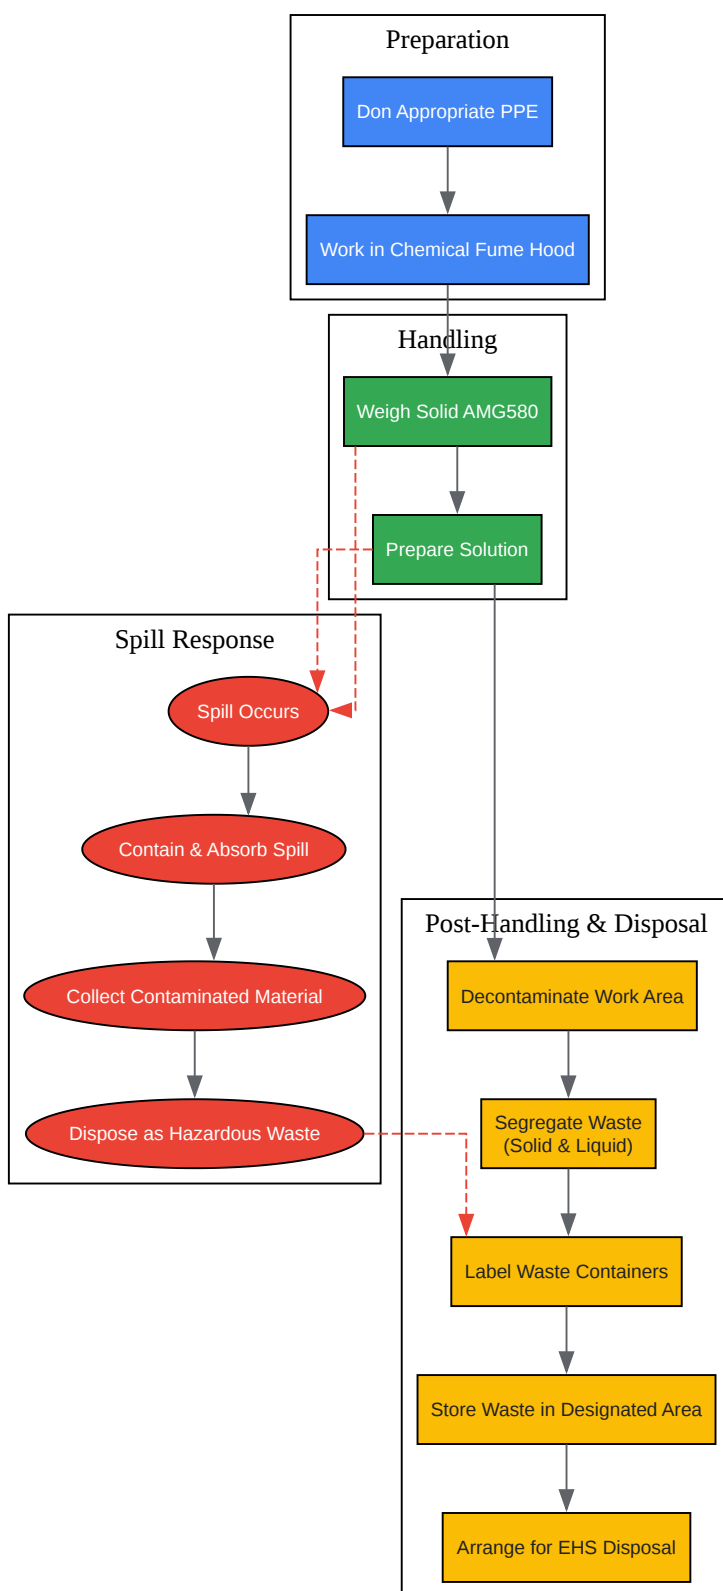 Preparation
Don Appropriate PPE
Work in Chemical Fume Hood
Handling
Weigh Solid AMG580
Prepare Solution
Spill Response
Spill Occurs
Contain & Absorb Spill
Collect Contaminated Material
Dispose as Hazardous Waste
Post-Handling & Disposal
Decontaminate Work Area
Segregate Waste
(Solid & Liquid)
Label Waste Containers
Store Waste in Designated Area
Arrange for EHS Disposal